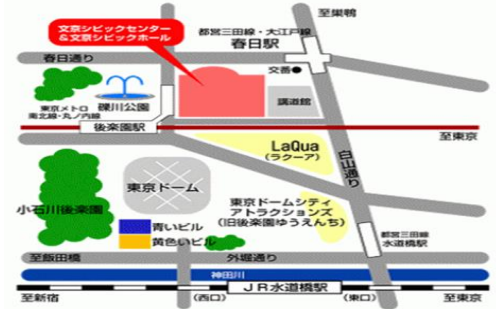 至巣鴨
文京シビックセンター
&文京シビックホール
都営三田線・大江戸線
春日駅
春日通り
交番
東京メトロ
南北線・丸ノ内線
礫川公園
講道館
後楽園駅
至東京
LaQua
(ラクーア)
白山通り
東京ドーム
小石川後楽園
東京ドームシティ
アトラクションズ
(旧後楽園ゆうえんち)
青いビル
黄色いビル
都営三田線
水道橋駅
至飯田橋
外堀通り
神田川
至新宿
(西口)
JR水道橋駅
(東口)
至東京